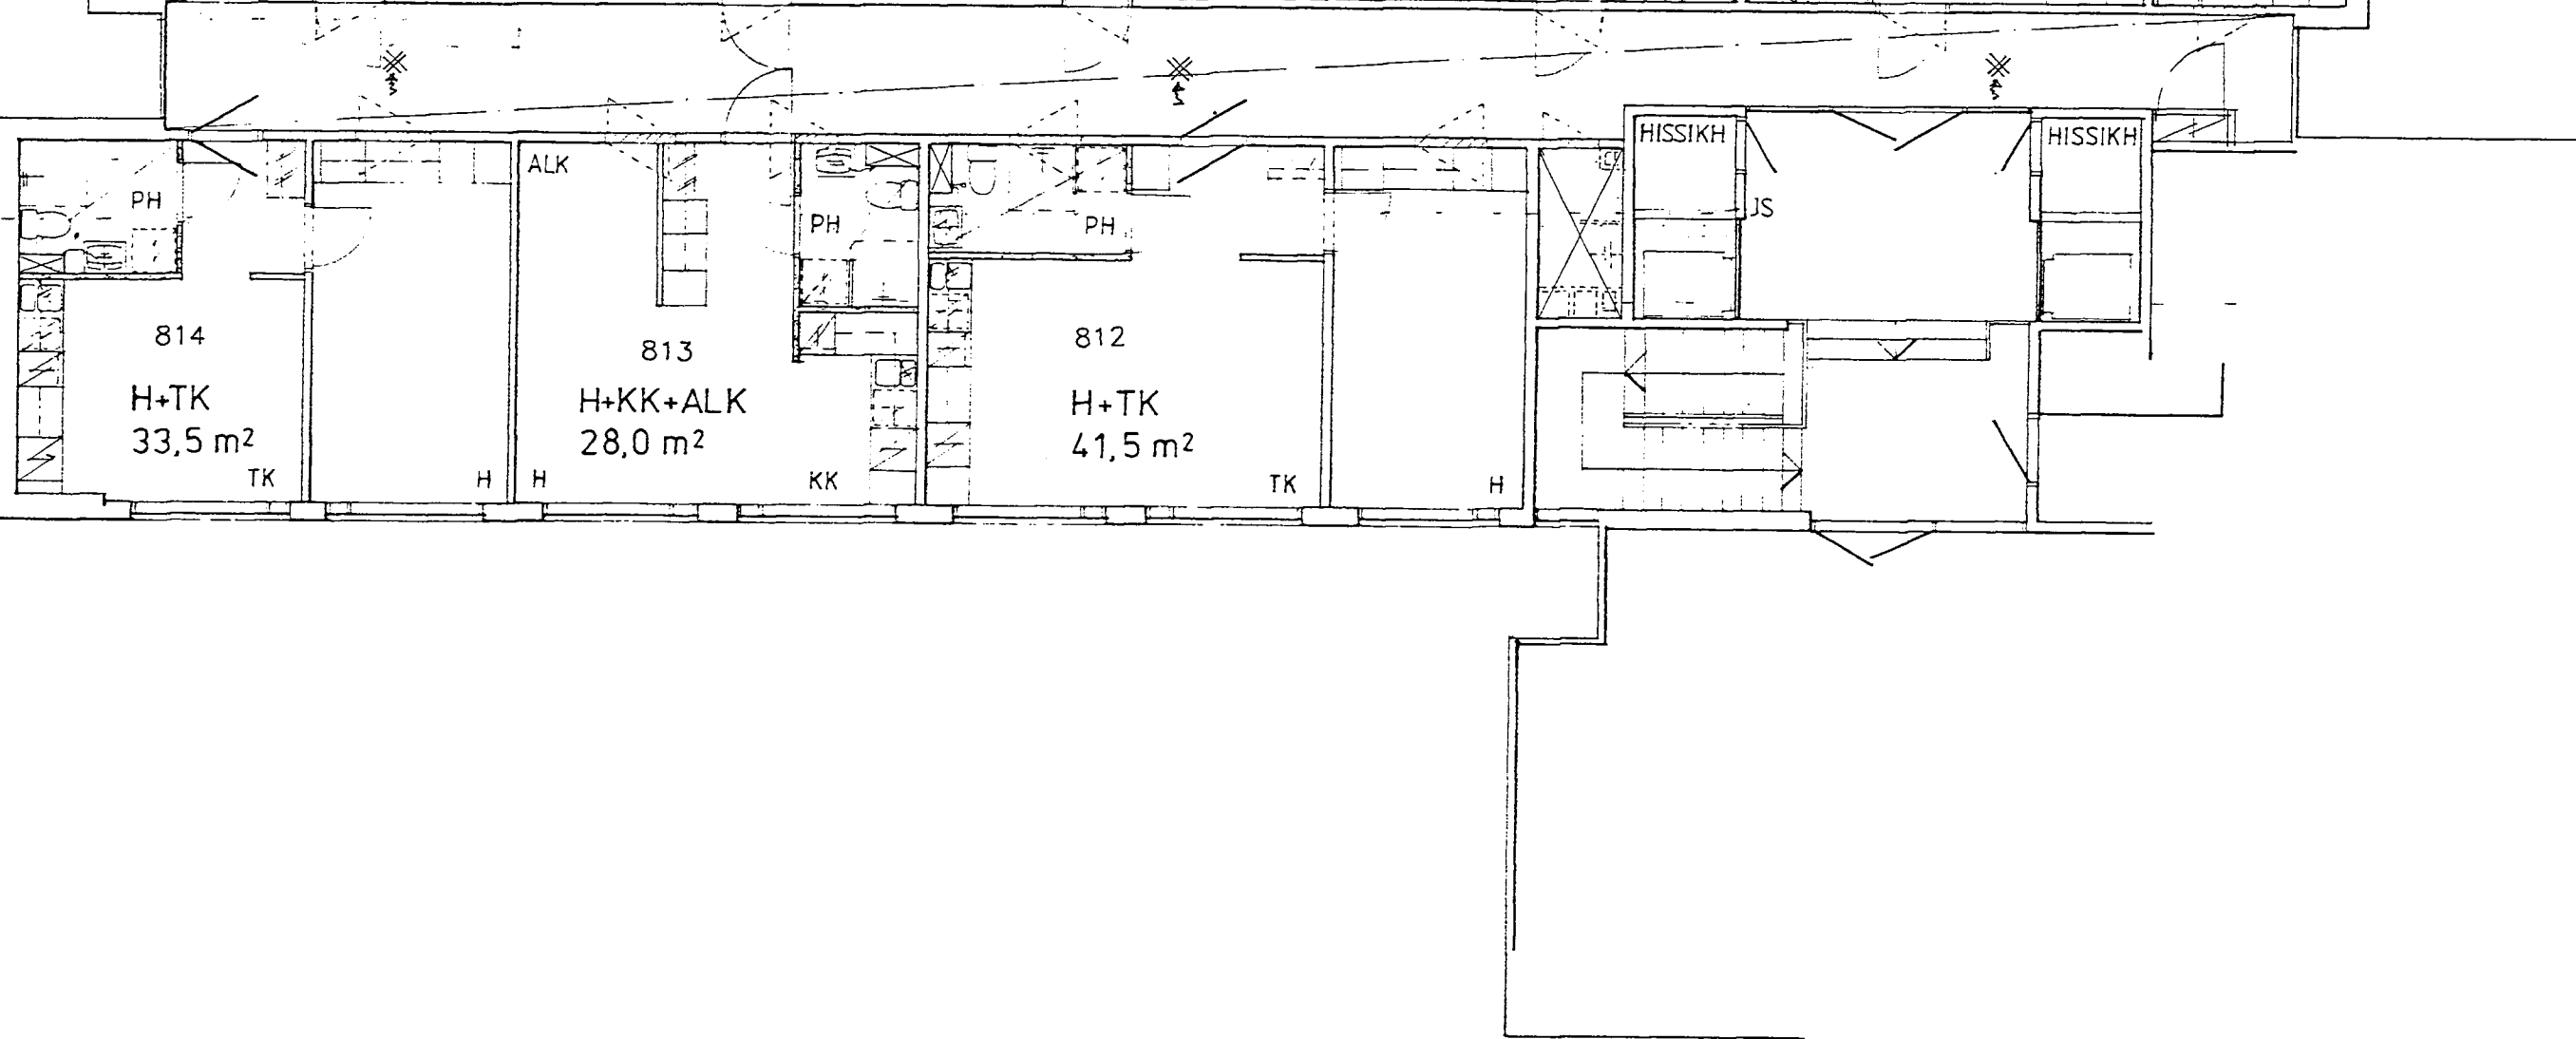 HISSIKH
HISSIKH
ALK
PH
PH
PH
JS
814
H+TK
33,5 m²
TK
H
813
H+KK+ALK
28,0 m²
H
KK
812
H+TK
41,5 m²
TK
H